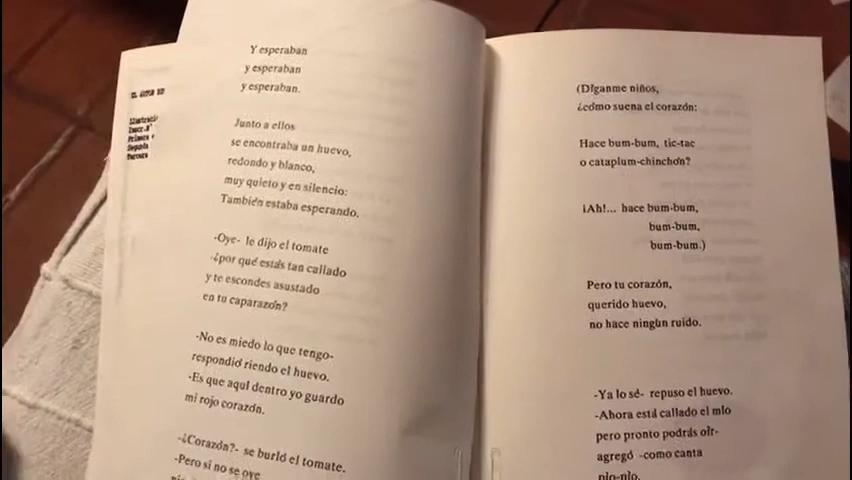 EL AUTOR
Primera
Segunda
Tercera
Y esperaban
y esperaban
y esperaban.
Junto a ellos
se encontraba un huevo,
redondo y blanco,
muy quieto y en silencio:
También estaba esperando.
-Oye- le dijo el tomate
-¿por qué estás tan callado
y te escondes asustado
en tu caparazón?
-No es miedo lo que tengo-
respondió riendo el huevo.
-Es que aquí dentro yo guardo
mi rojo corazón.
-¿Corazón?- se burló el tomate.
-Pero si no se oye
(Díganme niños,
¿cómo suena el corazón:
Hace bum-bum, tic-tac
o cataplum-chinchón?
¡Ah!... hace bum-bum,
bum-bum,
bum-bum.)
Pero tu corazón,
querido huevo,
no hace ningún ruido.
-Ya lo sé- repuso el huevo.
-Ahora está callado el mío
pero pronto podrás oír-
agregó -como canta
pío-pío.